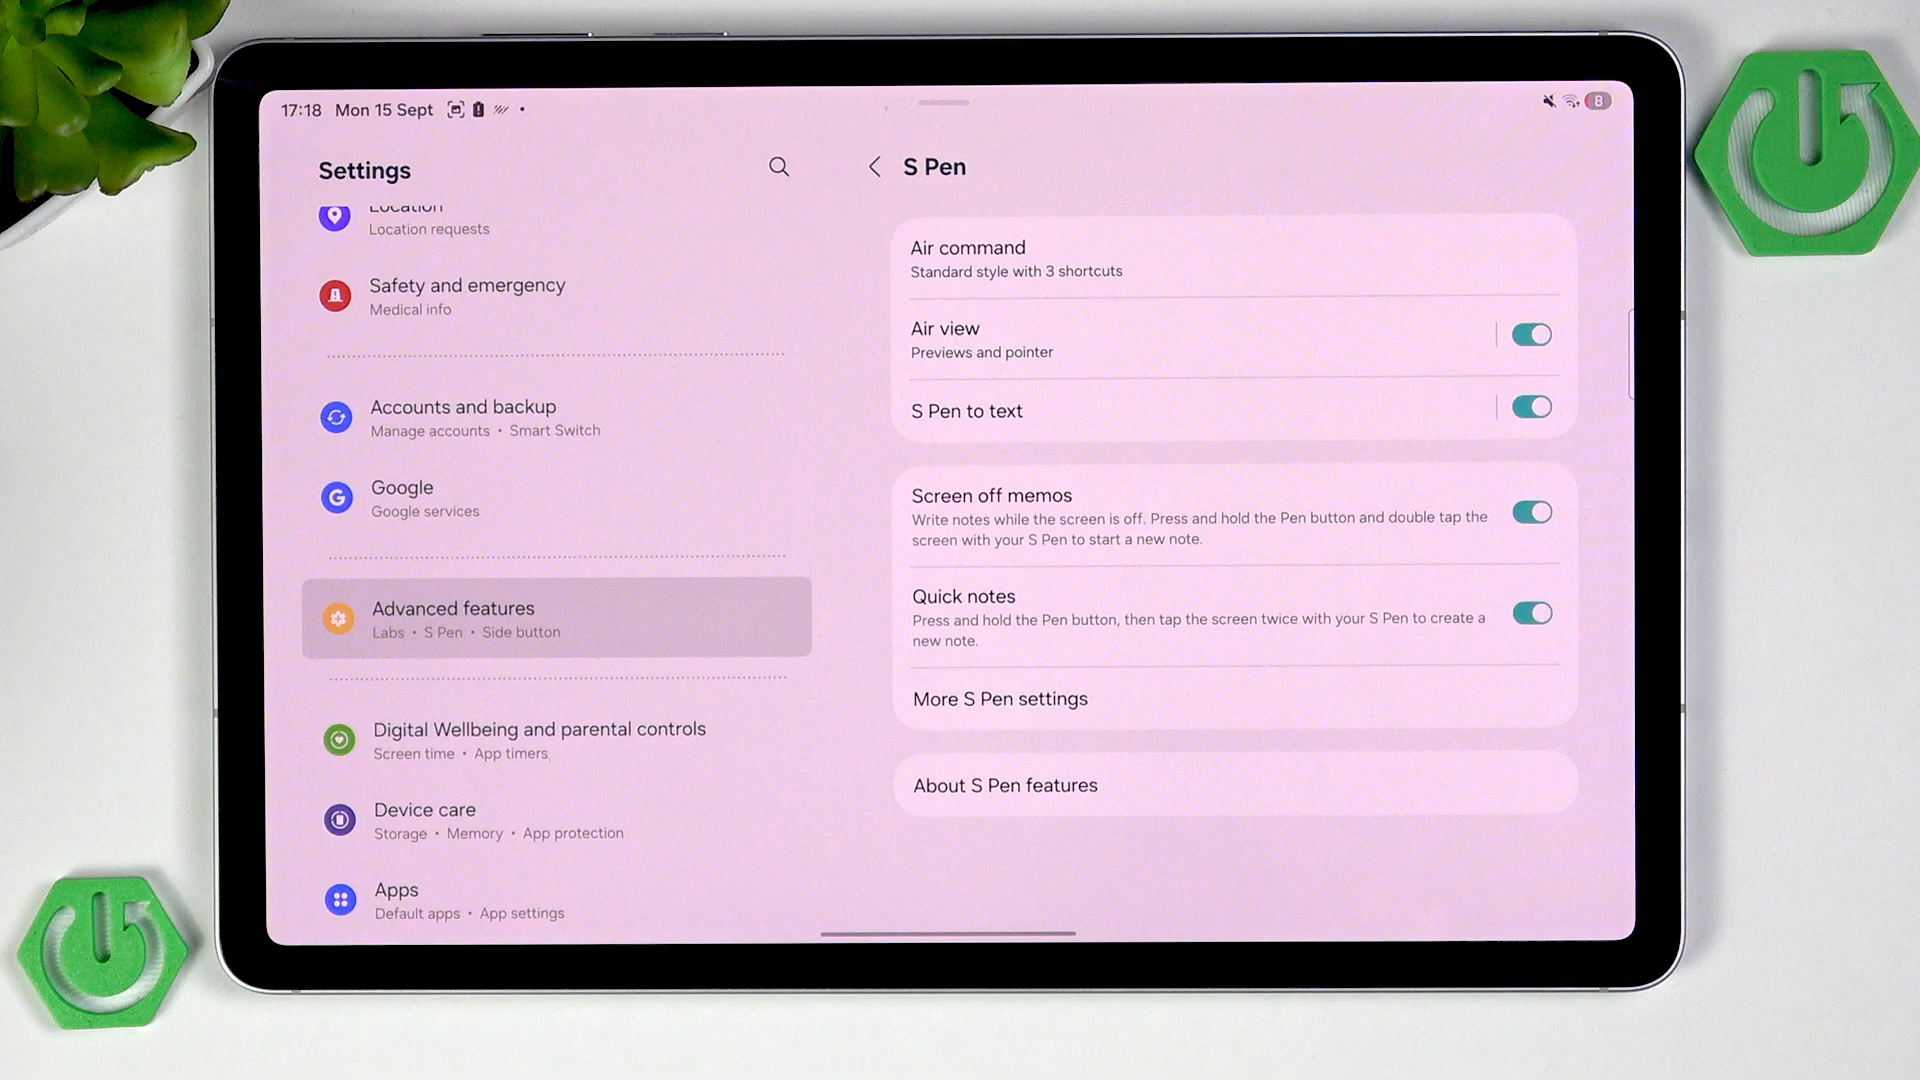 17:18 Mon 15 Sept
8
Settings
Location
Location requests
Safety and emergency
Medical info
Accounts and backup
Manage accounts • Smart Switch
Google
Google services
Advanced features
Labs • S Pen • Side button
Digital Wellbeing and parental controls
Screen time • App timers
Device care
Storage • Memory • App protection
Apps
Default apps • App settings
S Pen
Air command
Standard style with 3 shortcuts
Air view
Previews and pointer
S Pen to text
Screen off memos
Write notes while the screen is off. Press and hold the Pen button and double tap the
screen with your S Pen to start a new note.
Quick notes
Press and hold the Pen button, then tap the screen twice with your S Pen to create a
new note.
More S Pen settings
About S Pen features